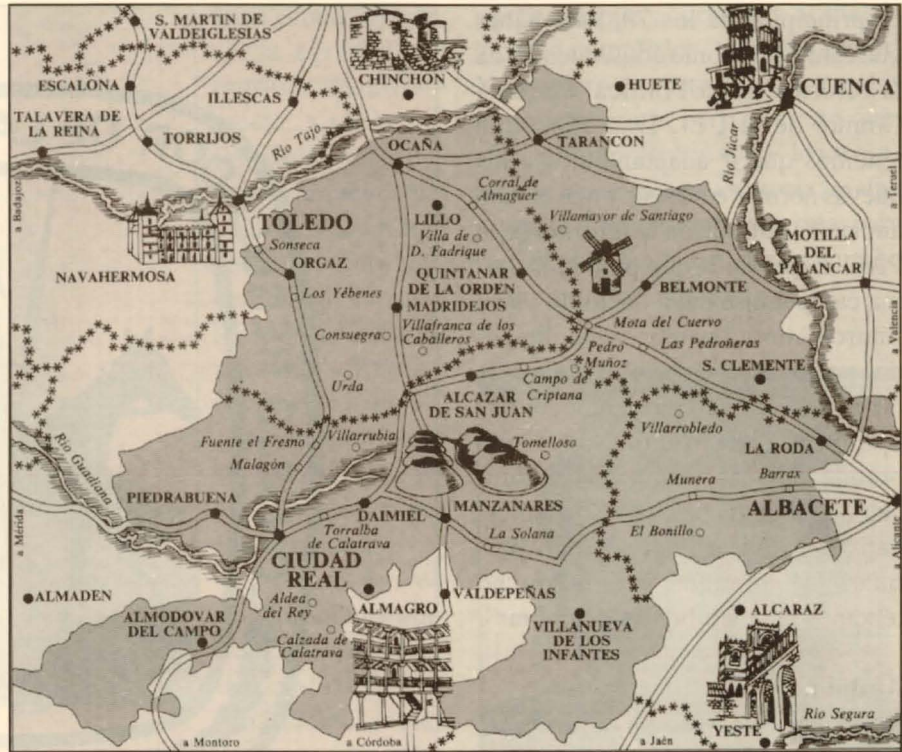 S. MARTIN DE
VALDEIGLESIAS
ESCALONA
ILLESCAS
TALAVERA DE
LA REINA
TORRIJOS
Río Tajo
CHINCHON
OCAÑA
HUETE
CUENCA
TARANCON
Río Júcar
a Teruel
a Badajoz
TOLEDO
NAVAHERMOSA
Sonseca
ORGAZ
Los Yébenes
Corral de
Almaguer
LILLO
Villa de
D. Fadrique
Villamayor de Santiago
QUINTANAR
DE LA ORDEN
MADRIDEJOS
BELMONTE
MOTILLA
DEL
PALANCAR
a Valencia
Consuegra
Villafranca de los
Caballeros
Mota del Cuervo
Las Pedroñeras
Pedro
Muñoz
S. CLEMENTE
Urda
ALCAZAR
DE SAN JUAN
Campo de
Criptana
Villarrobledo
LA RODA
Río Guadiana
Fuente el Fresno
Villarrubia
Malagón
Tomelloso
Munera
Barrax
PIEDRABUENA
DAIMIEL
MANZANARES
ALBACETE
a Mérida
Torralba
de Calatrava
La Solana
El Bonillo
a Alicante
CIUDAD
REAL
ALMADEN
Aldea
del Rey
ALMAGRO
VALDEPEÑAS
ALMODOVAR
DEL CAMPO
Calzada de
Calatrava
VILLANUEVA
DE LOS
INFANTES
ALCARAZ
YESTE
Río Segura
a Montoro
a Córdoba
a Jaén